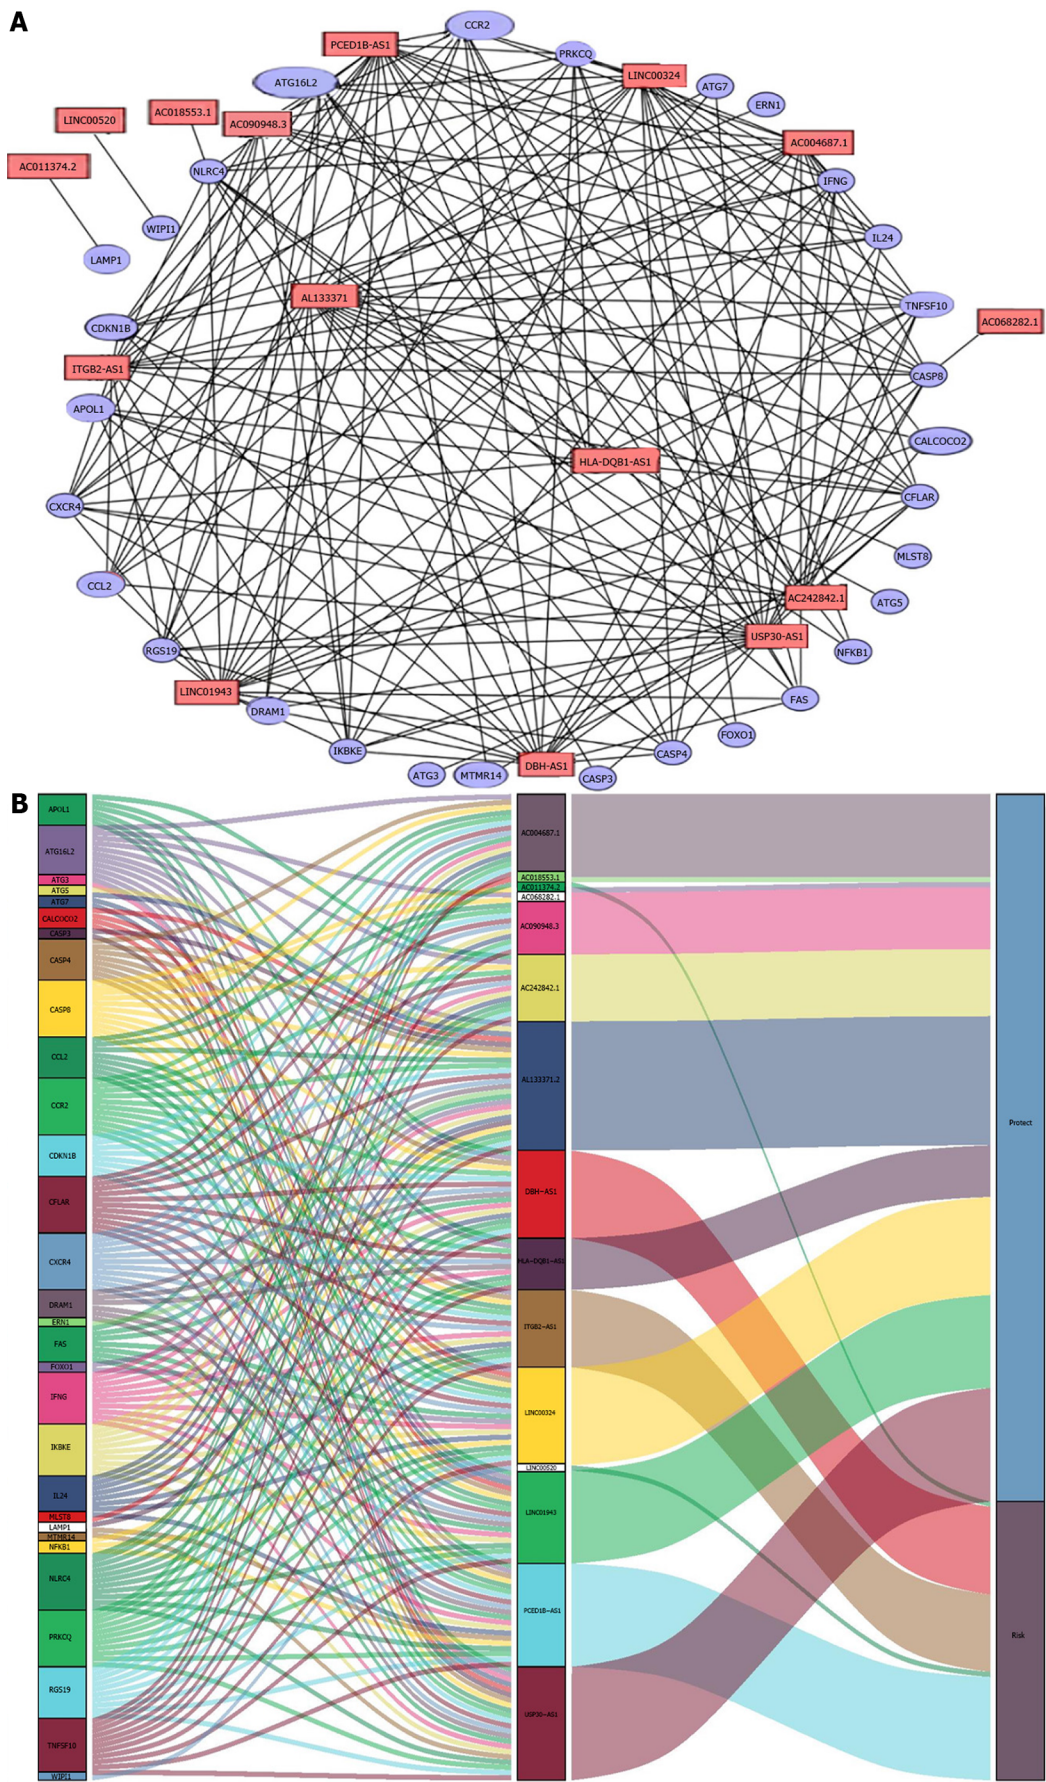 A
CCR2
PCED1B-AS1
PRKCQ
LINC00324
ATG16L2
ATG7
ERN1
AC018553.1
LINC00520
AC090948.3
AC004687.1
AC011374.2
NLRC4
IFNG
WIPI1
IL24
LAMP1
AL133371
TNFSF10
CDKN1B
AC068282.1
ITGB2-AS1
CASP8
APOL1
CALCOCO2
HLA-DQB1-AS1
CXCR4
CFLAR
MLST8
CCL2
AC242842.1
ATG5
USP30-AS1
RGS19
NFKB1
LINC01943
FAS
DRAM1
FOXO1
IKBKE
CASP4
DBH-AS1
ATG3
MTMR14
CASP3
B
APOL1
ATG16L2
ATG3
ATG5
ATG7
CALCOCO2
CASP3
CASP4
CASP8
CCL2
CCR2
CDKN1B
CFLAR
CXCR4
DRAM1
ERN1
FAS
FOXO1
IFNG
IKBKE
IL24
MLST8
LAMP1
MTMR14
NFKB1
NLRC4
PRKCQ
RGS19
TNFSF10
WIPI1
AC004687.1
AC018553.1
AC011374.2
AC068282.1
AC090948.3
AC242842.1
AL133371.2
DBH-AS1
HLA-DQB1-AS1
ITGB2-AS1
LINC00324
LINC00520
LINC01943
PCED1B-AS1
USP30-AS1
Protect
Risk